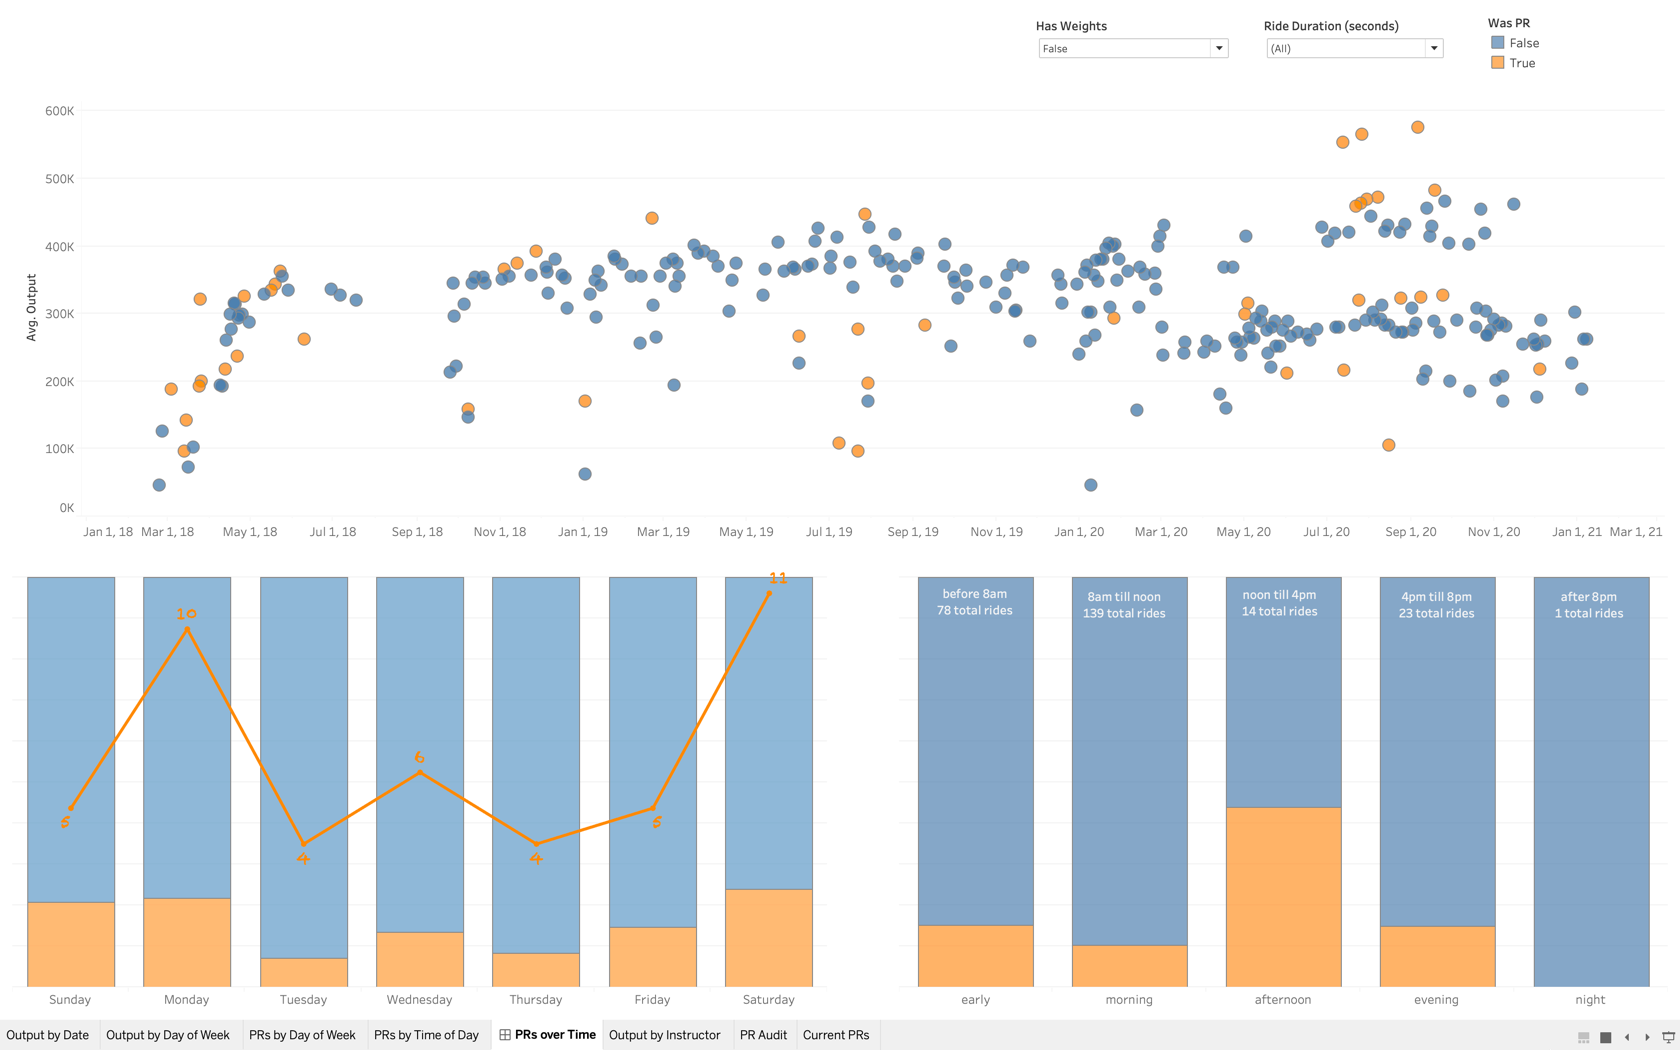 Has Weights
False
Ride Duration (seconds)
(All)
Was PR
False
True
Avg. Output
600K
500K
400K
300K
200K
100K
0K
Jan 1, 18 Mar 1, 18 May 1, 18 Jul 1, 18 Sep 1, 18 Nov 1, 18 Jan 1, 19 Mar 1, 19 May 1, 19 Jul 1, 19 Sep 1, 19 Nov 1, 19 Jan 1, 20 Mar 1, 20 May 1, 20 Jul 1, 20 Sep 1, 20 Nov 1, 20 Jan 1, 21 Mar 1, 21
5
10
4
6
4
5
11
Sunday Monday Tuesday Wednesday Thursday Friday Saturday
before 8am
78 total rides
8am till noon
139 total rides
noon till 4pm
14 total rides
4pm till 8pm
23 total rides
after 8pm
1 total rides
early morning afternoon evening night
Output by Date Output by Day of Week PRs by Day of Week PRs by Time of Day PRs over Time Output by Instructor PR Audit Current PRs